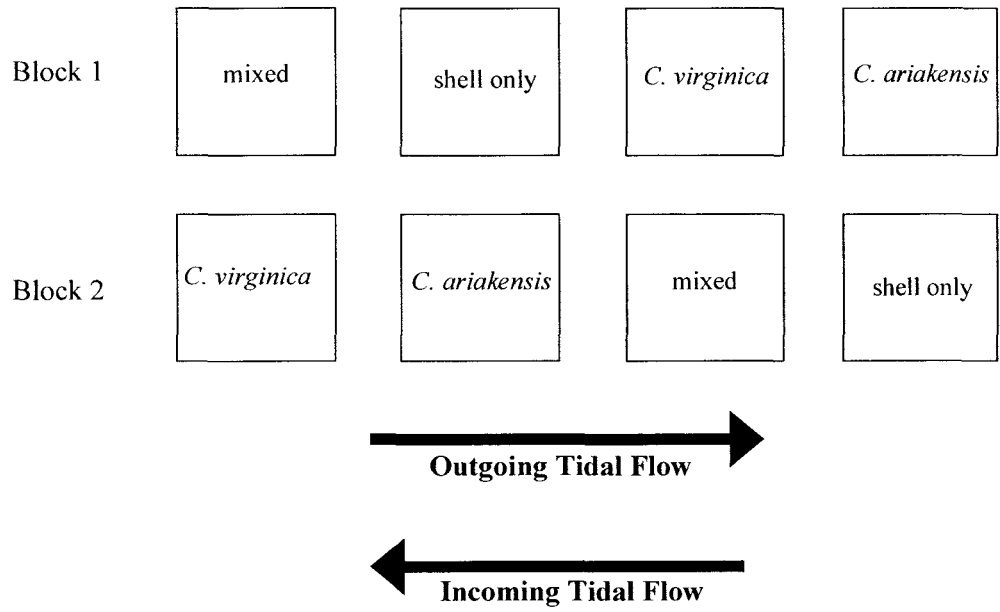 Block 1
mixed
shell only
C. virginica
C. ariakensis
Block 2
C. virginica
C. ariakensis
mixed
shell only
Outgoing Tidal Flow
Incoming Tidal Flow